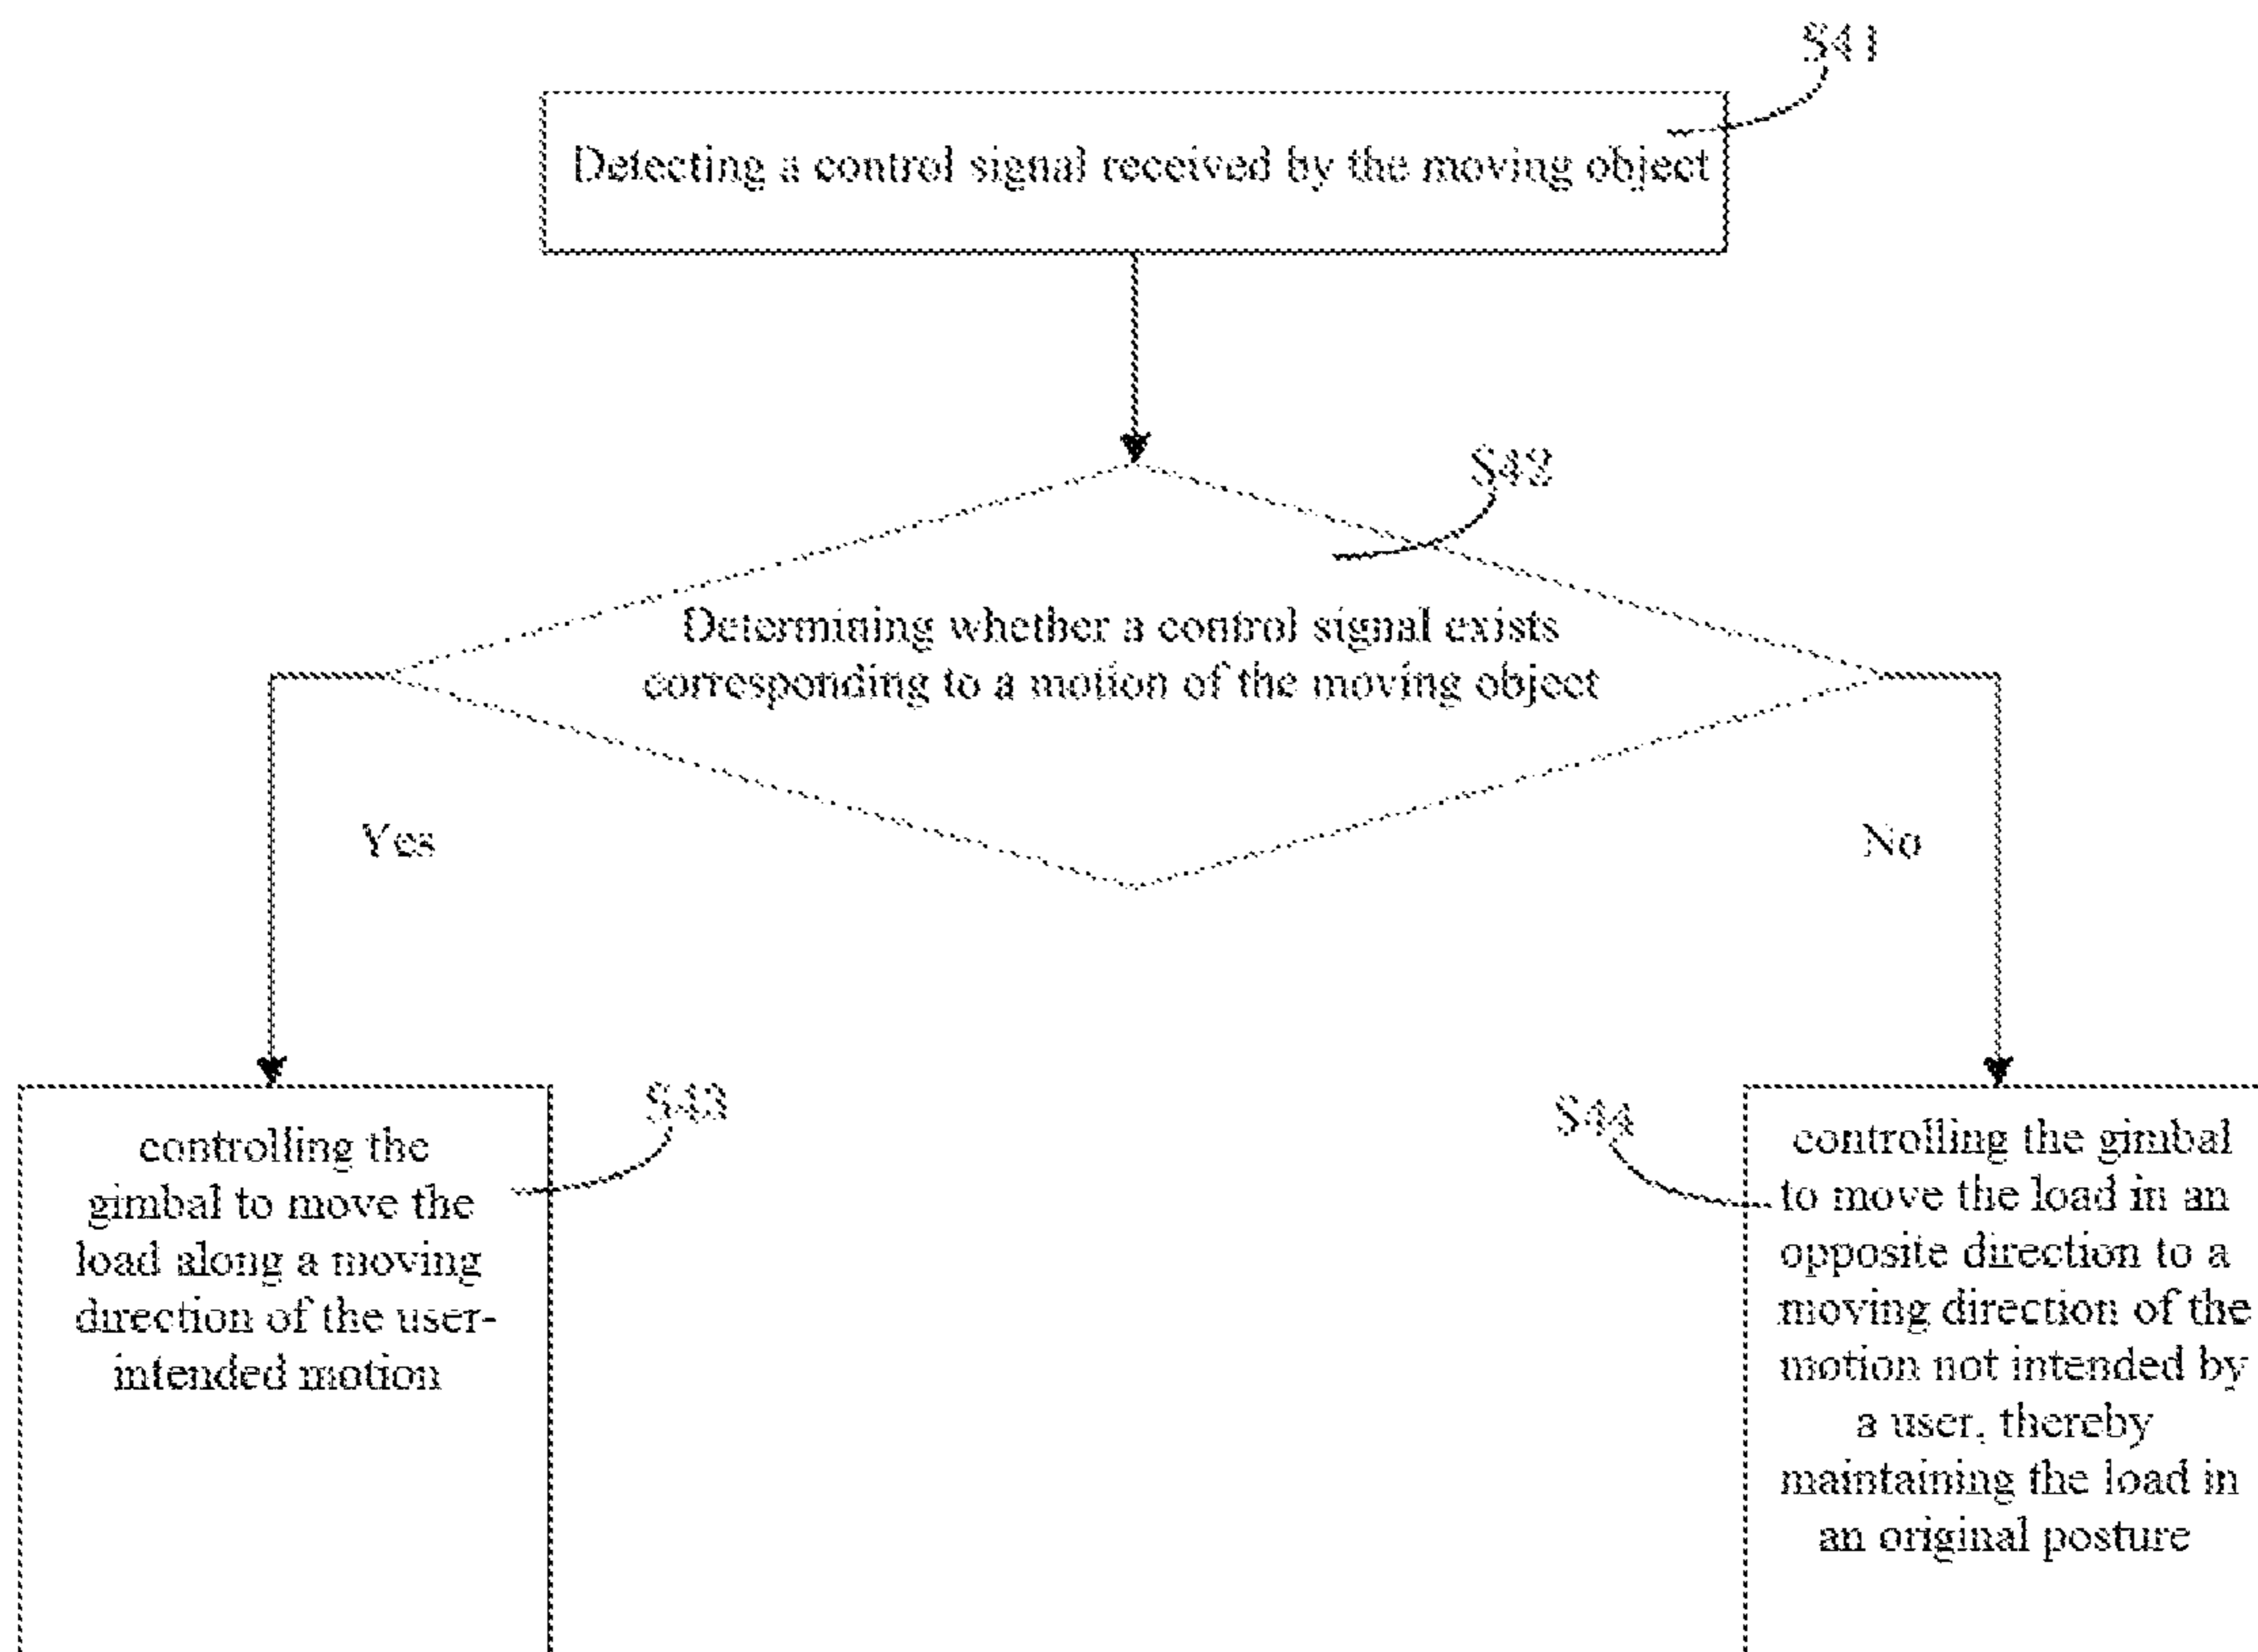 S41
Detecting a control signal received by the moving object
S42
Determining whether a control signal exists
corresponding to a motion of the moving object
Yes
No
S43
controlling the
gimbal to move the
load along a moving
direction of the user-
intended motion
S44
controlling the gimbal
to move the load in an
opposite direction to a
moving direction of the
motion not intended by
a user, thereby
maintaining the load in
an original posture